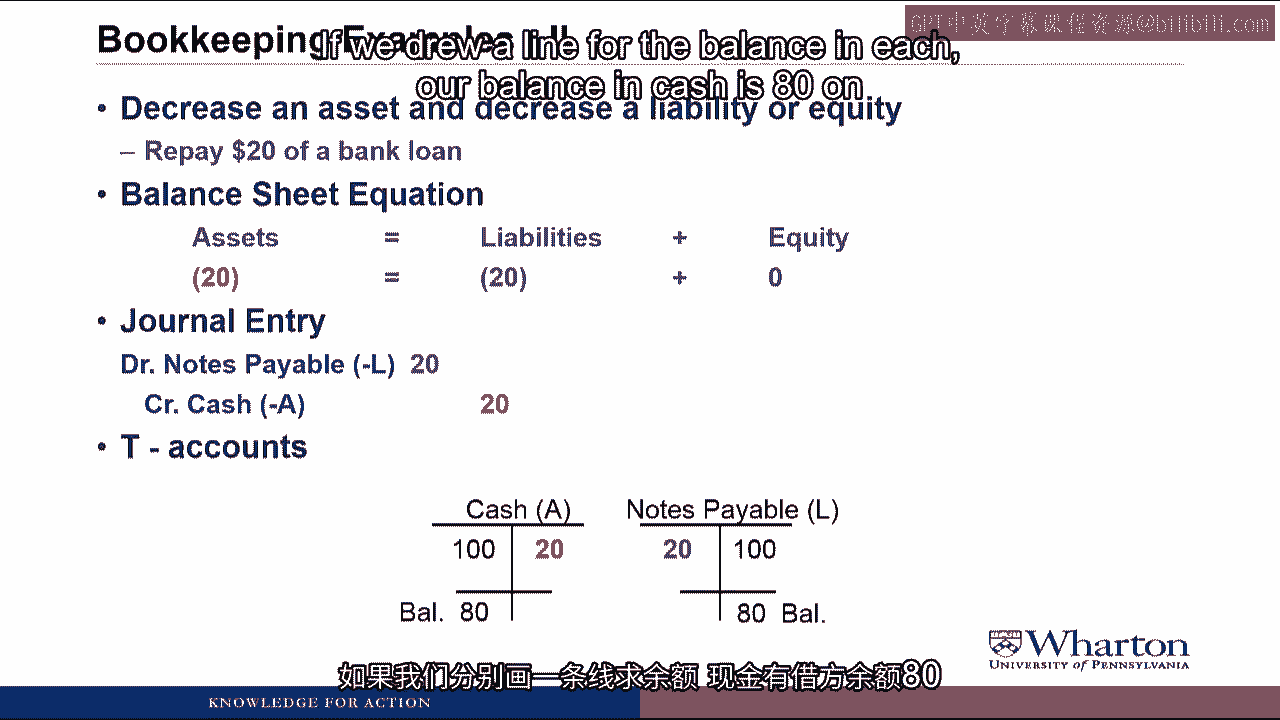 GPT中英字幕课程资源@bilibili.com
Bookkeeping Examples
If we drew a line for the balance in each,
our balance in cash is 80 on
• Decrease an asset and decrease a liability or equity
– Repay $20 of a bank loan
• Balance Sheet Equation
Assets = Liabilities + Equity
(20) = (20) + 0
• Journal Entry
Dr. Notes Payable (-L) 20
Cr. Cash (-A) 20
• T - accounts
Cash (A) Notes Payable (L)
100 20 20 100
Bal. 80 80 Bal.
Wharton
UNIVERSITY of PENNSYLVANIA
如果我们分别画一条线求余额 现金有借方余额80
KNOWLEDGE FOR ACTION